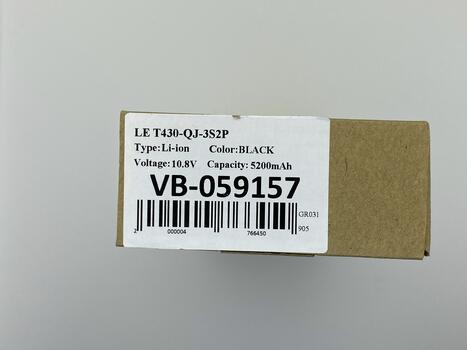 LE T430-QJ-3S2P
Type:Li-ion Color:BLACK
Voltage:10.8V Capacity: 5200mAh
VB-059157
GR031
2 000004 766450 905